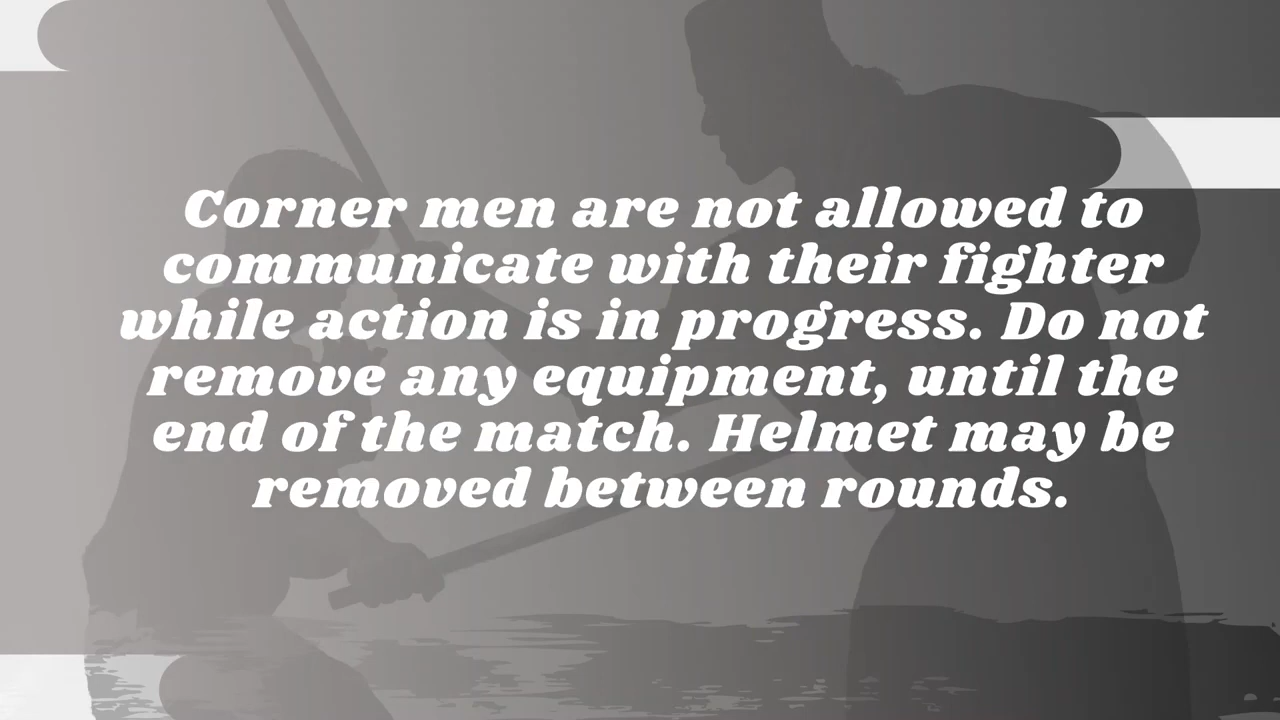 Corner men are not allowed to
communicate with their fighter
while action is in progress. Do not
remove any equipment, until the
end of the match. Helmet may be
removed between rounds.